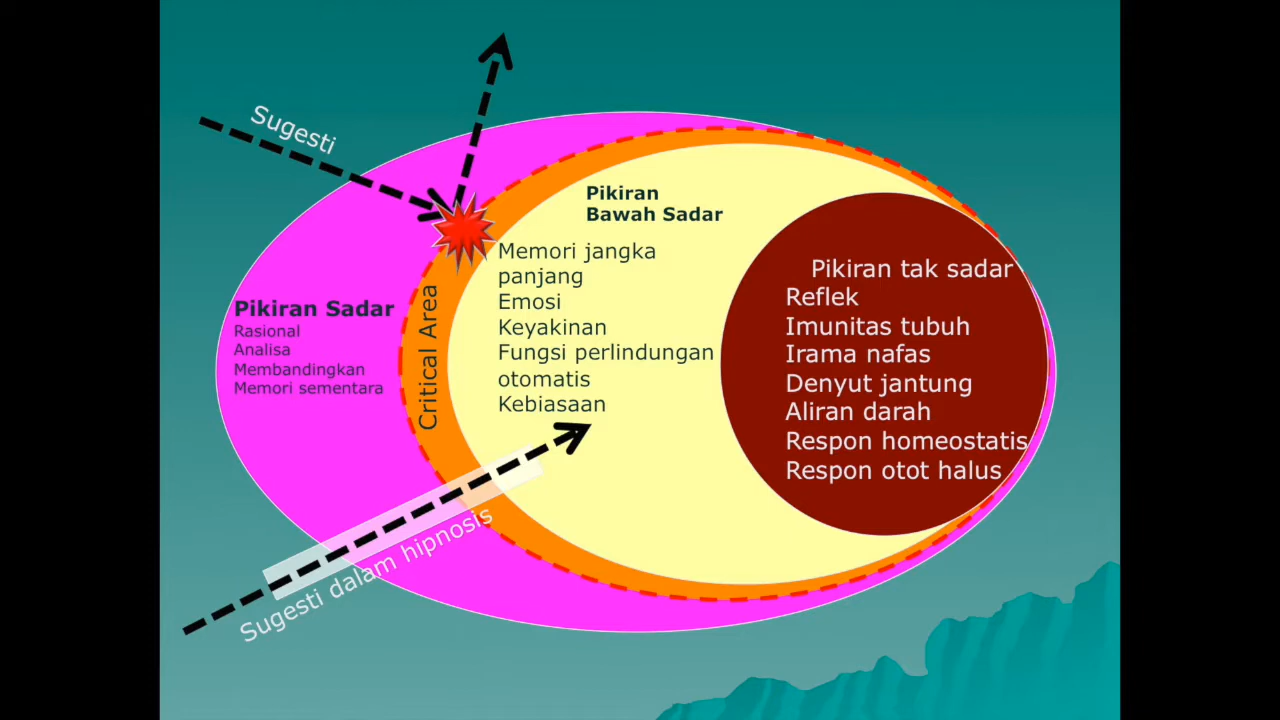 Sugesti
Pikiran Sadar
Rasional
Analisa
Membandingkan
Memori sementara
Critical Area
Pikiran
Bawah Sadar
Memori jangka
panjang
Emosi
Keyakinan
Fungsi perlindungan
otomatis
Kebiasaan
Pikiran tak sadar
Reflek
Imunitas tubuh
Irama nafas
Denyut jantung
Aliran darah
Respon homeostatis
Respon otot halus
Sugesti dalam hipnosis